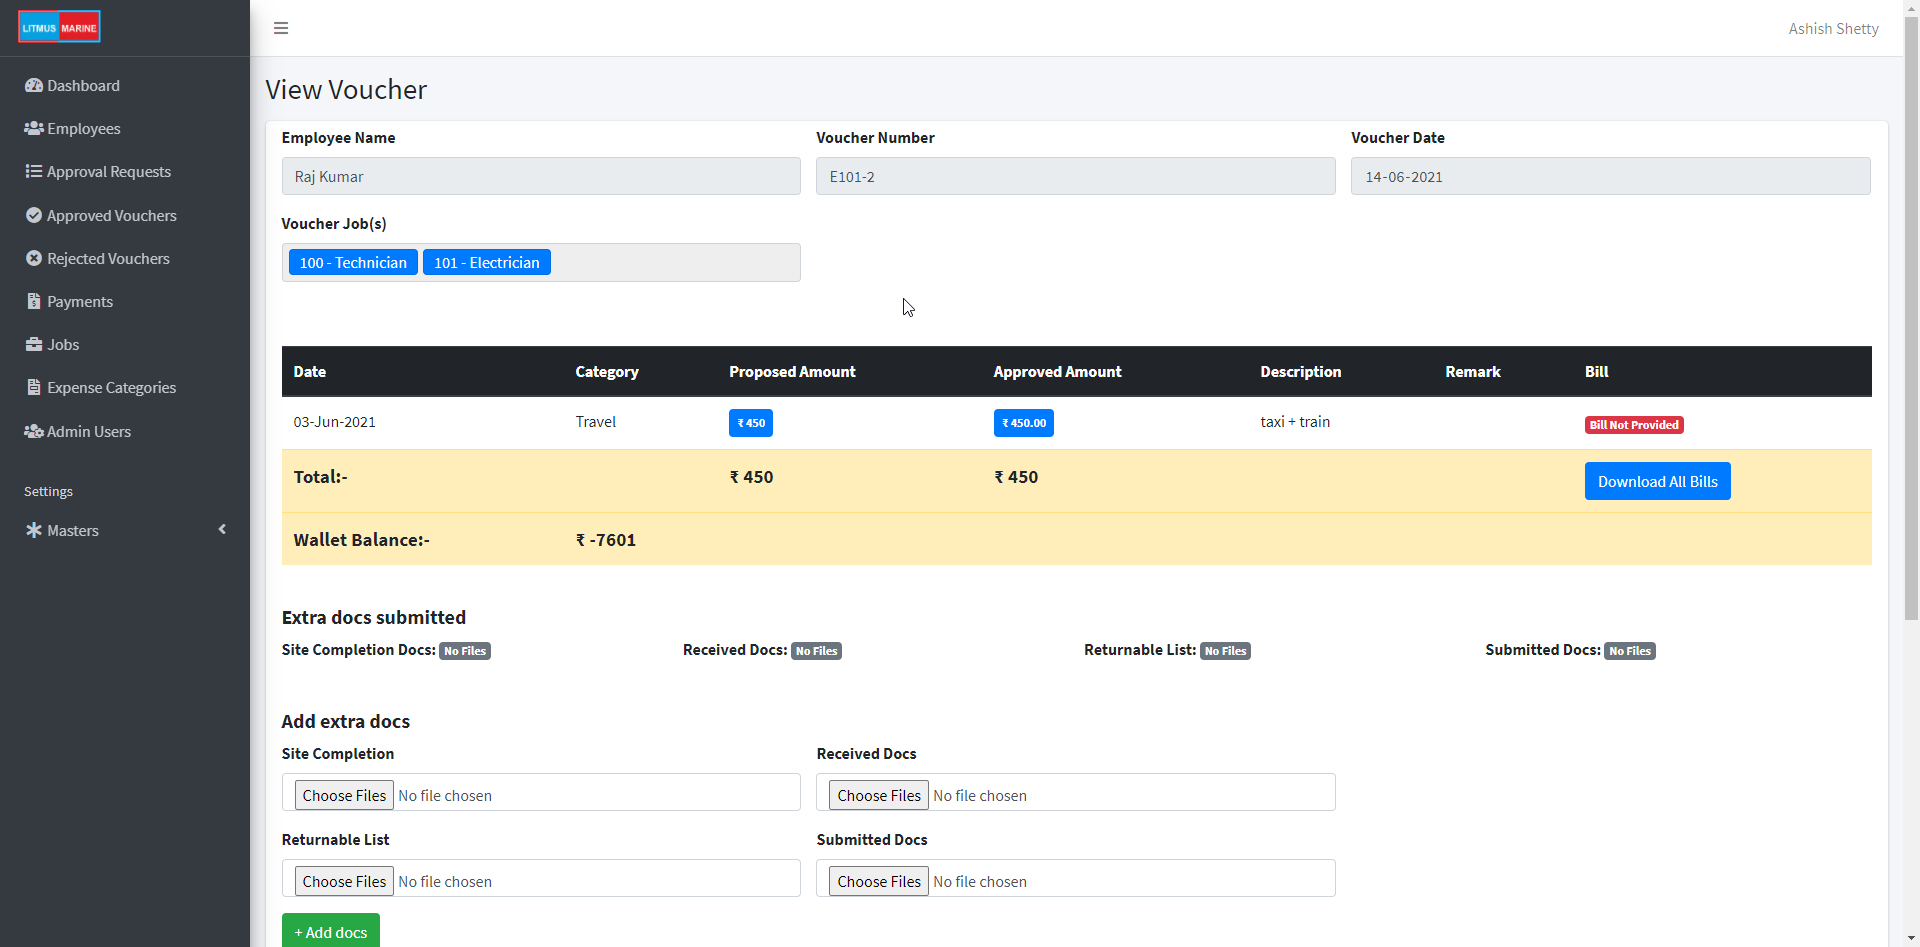 LITMUS MARINE
Ashish Shetty
Dashboard
Employees
Approval Requests
Approved Vouchers
Rejected Vouchers
Payments
Jobs
Expense Categories
Admin Users
Settings
Masters
View Voucher
Employee Name Voucher Number Voucher Date
Raj Kumar E101-2 14-06-2021
Voucher Job(s)
100 - Technician 101 - Electrician
Date Category Proposed Amount Approved Amount Description Remark Bill
03-Jun-2021 Travel ₹ 450 ₹ 450.00 taxi + train Bill Not Provided
Total:- ₹ 450 ₹ 450 Download All Bills
Wallet Balance:- ₹ -7601
Extra docs submitted
Site Completion Docs: No Files Received Docs: No Files Returnable List: No Files Submitted Docs: No Files
Add extra docs
Site Completion Received Docs
Choose Files No file chosen Choose Files No file chosen
Returnable List Submitted Docs
Choose Files No file chosen Choose Files No file chosen
+ Add docs